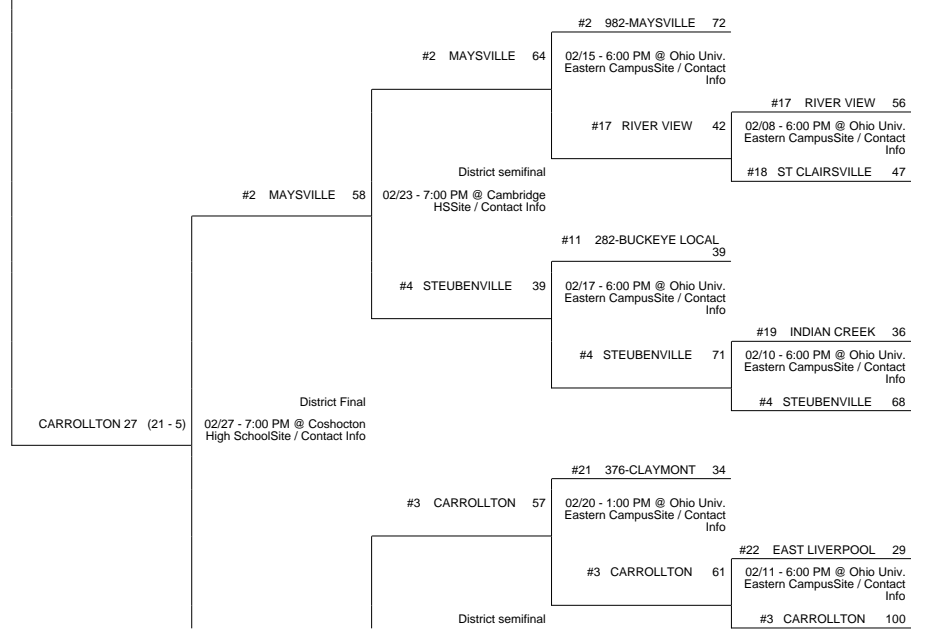 #2 982-MAYSVILLE 72
#2 MAYSVILLE 64
02/15 - 6:00 PM @ Ohio Univ.
Eastern CampusSite / Contact
Info
#17 RIVER VIEW 56
#17 RIVER VIEW 42
02/08 - 6:00 PM @ Ohio Univ.
Eastern CampusSite / Contact
Info
District semifinal
#18 ST CLAIRSVILLE 47
#2 MAYSVILLE 58
02/23 - 7:00 PM @ Cambridge
HSSite / Contact Info
#11 282-BUCKEYE LOCAL
39
#4 STEUBENVILLE 39
02/17 - 6:00 PM @ Ohio Univ.
Eastern CampusSite / Contact
Info
#19 INDIAN CREEK 36
#4 STEUBENVILLE 71
02/10 - 6:00 PM @ Ohio Univ.
Eastern CampusSite / Contact
Info
District Final
#4 STEUBENVILLE 68
CARROLLTON 27 (21 - 5)
02/27 - 7:00 PM @ Coshocton
High SchoolSite / Contact Info
#21 376-CLAYMONT 34
#3 CARROLLTON 57
02/20 - 1:00 PM @ Ohio Univ.
Eastern CampusSite / Contact
Info
#22 EAST LIVERPOOL 29
#3 CARROLLTON 61
02/11 - 6:00 PM @ Ohio Univ.
Eastern CampusSite / Contact
Info
District semifinal
#3 CARROLLTON 100